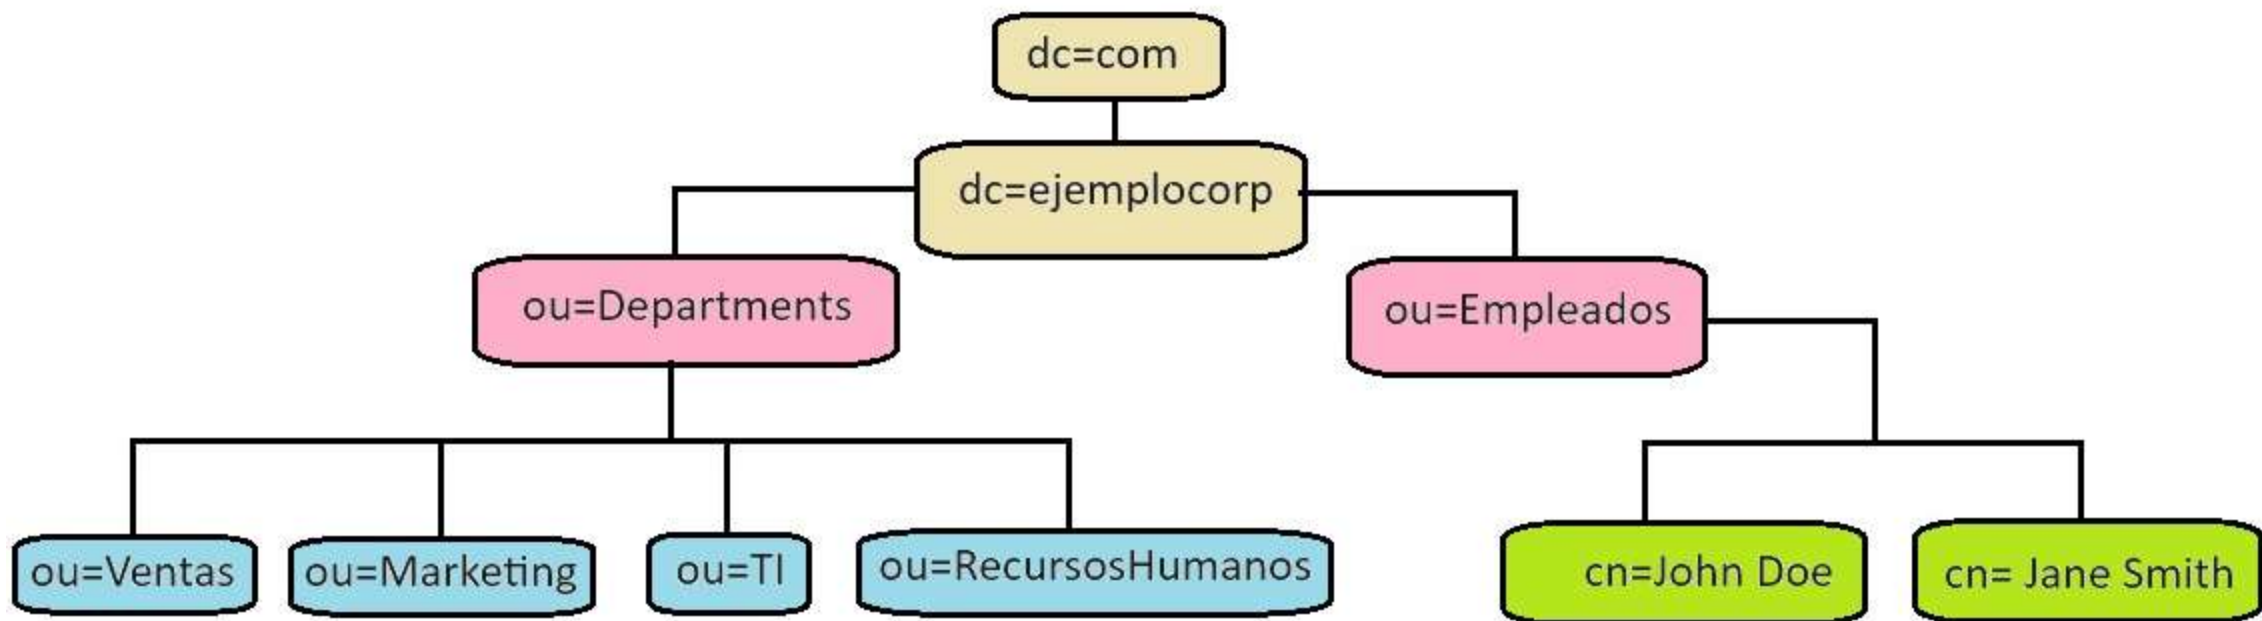 dc=com
dc=ejemplocorp
ou=Departments
ou=Empleados
ou=Ventas
ou=Marketing
ou=TI
ou=RecursosHumanos
cn=John Doe
cn= Jane Smith